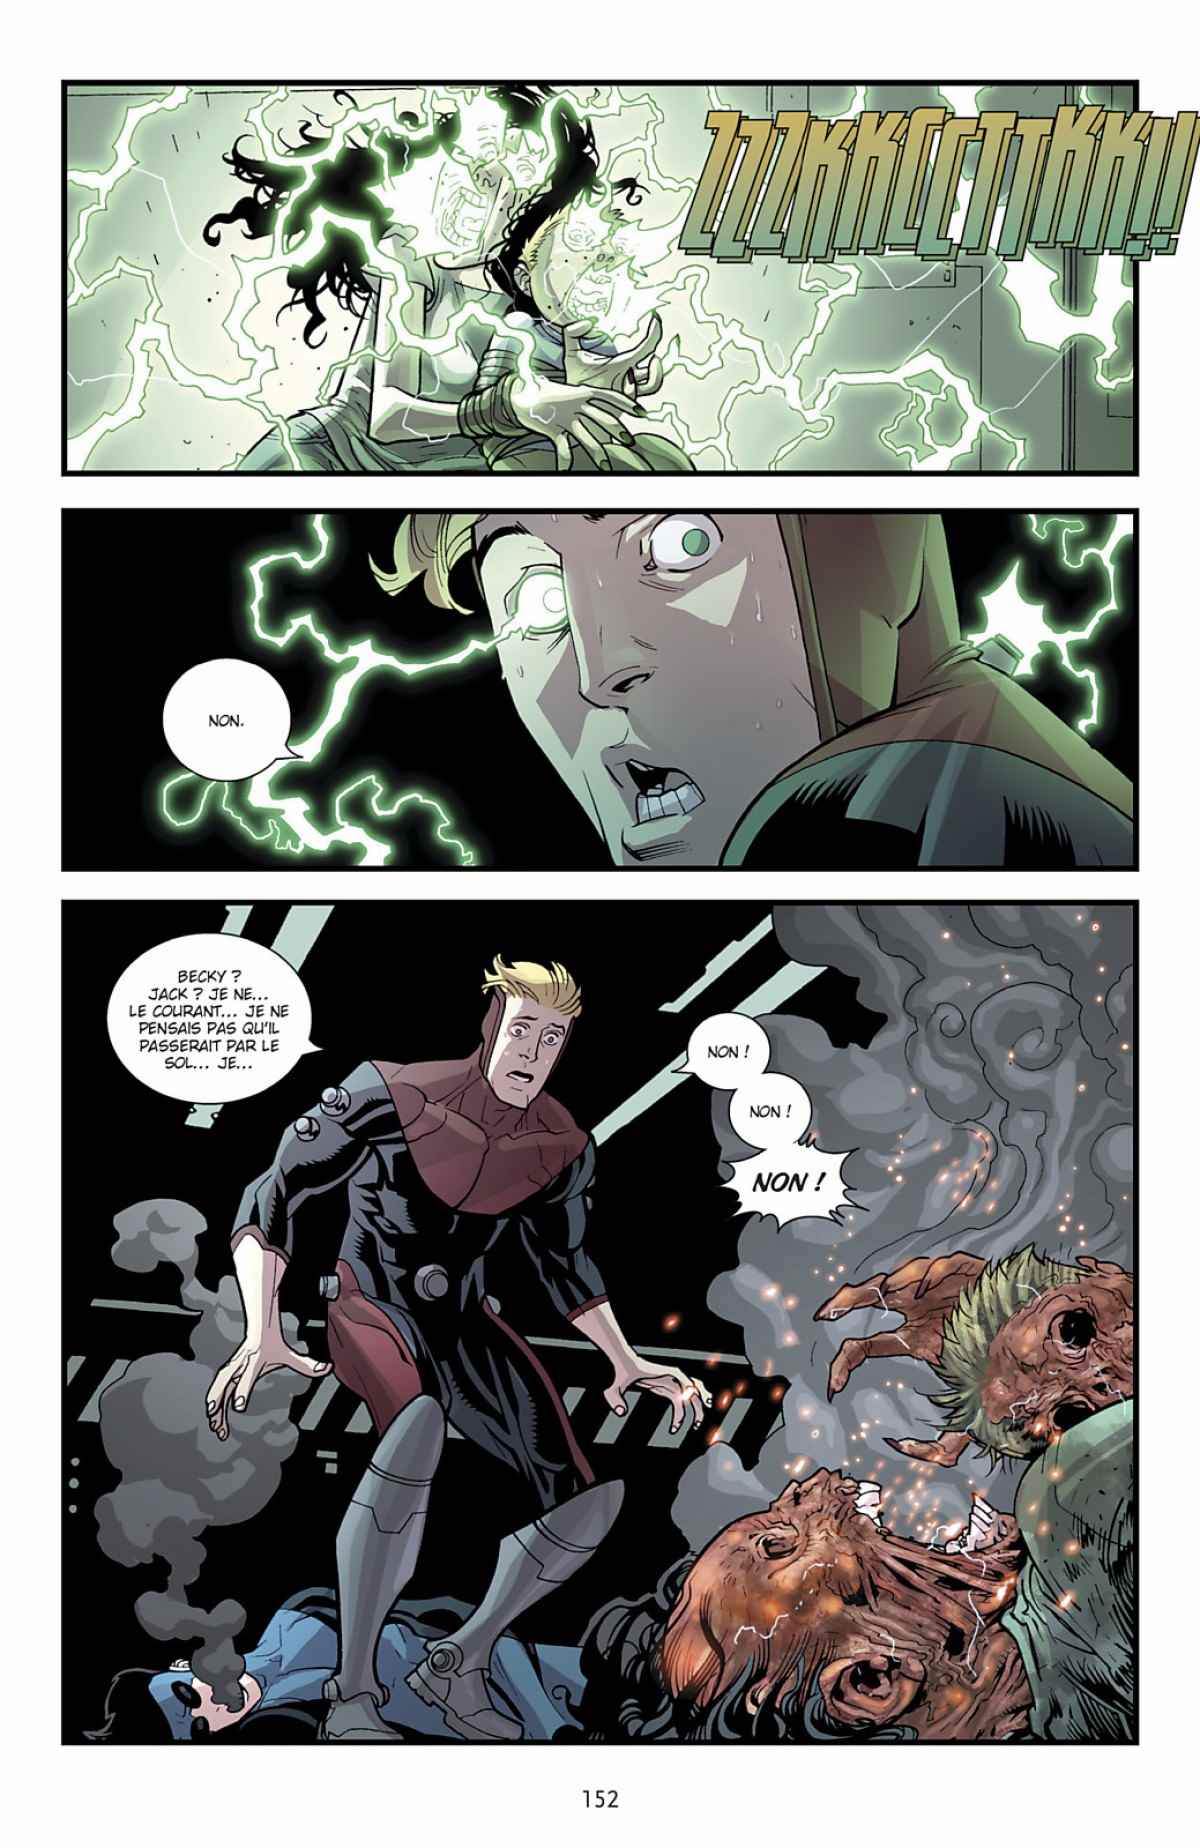 ZZZKKCCTTKK!!
NON.
BECKY ?
JACK ? JE NE...
LE COURANT... JE NE
PENSAIS PAS QU'IL
PASSERAIT PAR LE
SOL... JE...
NON !
NON !
NON !
152